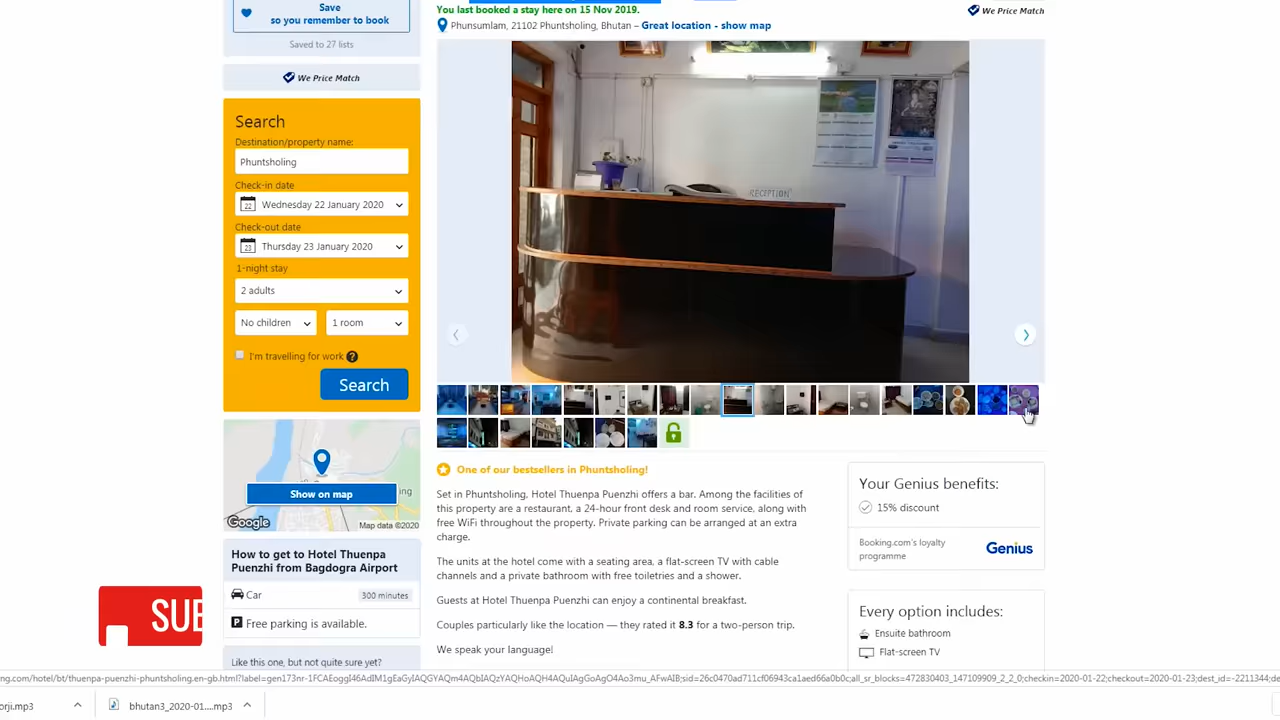 Save
so you remember to book
Saved to 27 lists
We Price Match
Search
Destination/property name:
Phuntsholing
Check-in date
22
Wednesday 22 January 2020
Check-out date
23
Thursday 23 January 2020
1-night stay
2 adults
No children
1 room
I'm travelling for work ?
Search
Show on map
ing
Google
Map data ©2020
How to get to Hotel Thuenpa
Puenzhi from Bagdogra Airport
Car
300 minutes
P Free parking is available.
Like this one, but not quite sure yet?
You last booked a stay here on 15 Nov 2019.
We Price Match
Phunsumlam, 21102 Phuntsholing, Bhutan – Great location - show map
RECEPTION
One of our bestsellers in Phuntsholing!
Set in Phuntsholing, Hotel Thuenpa Puenzhi offers a bar. Among the facilities of
this property are a restaurant, a 24-hour front desk and room service, along with
free WiFi throughout the property. Private parking can be arranged at an extra
charge.
The units at the hotel come with a seating area, a flat-screen TV with cable
channels and a private bathroom with free toiletries and a shower.
Guests at Hotel Thuenpa Puenzhi can enjoy a continental breakfast.
Couples particularly like the location — they rated it 8.3 for a two-person trip.
We speak your language!
Your Genius benefits:
15% discount
Booking.com's loyalty
programme
Genius
Every option includes:
Ensuite bathroom
Flat-screen TV
SUB
orji.mp3
bhutan3_2020-01....mp3